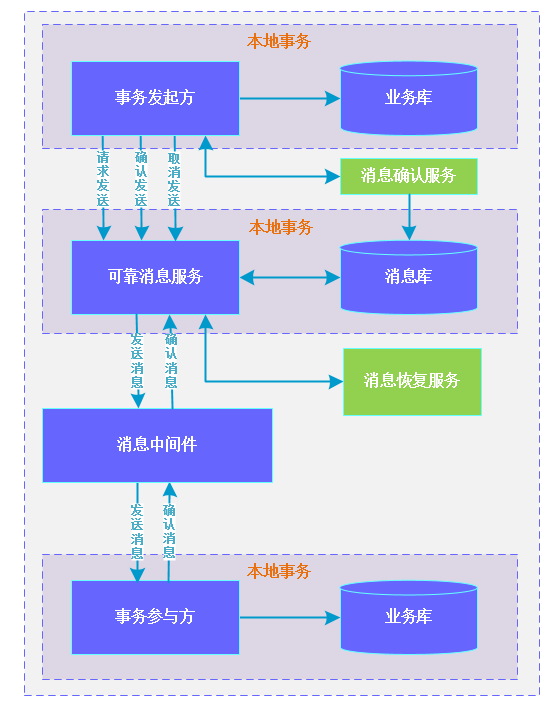 本地事务
事务发起方
业务库
请求发送
确认发送
取消发送
消息确认服务
本地事务
可靠消息服务
消息库
发送消息
确认消息
消息恢复服务
消息中间件
发送消息
确认消息
本地事务
事务参与方
业务库